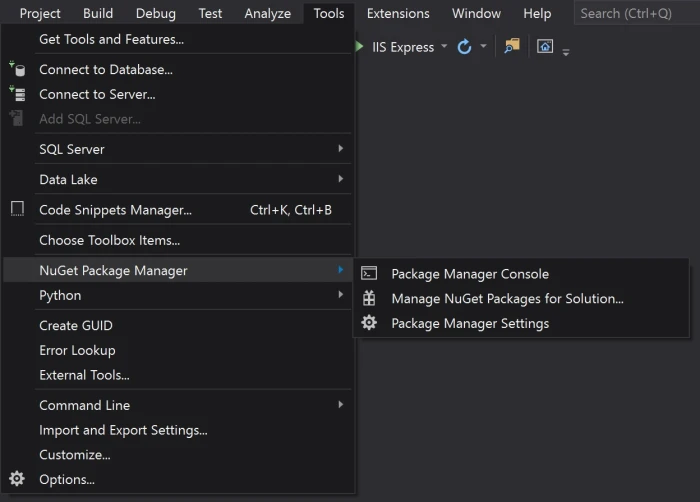 Project Build Debug Test Analyze Tools Extensions Window Help Search (Ctrl+Q)
Get Tools and Features...
IIS Express
Connect to Database...
Connect to Server...
Add SQL Server...
SQL Server
Data Lake
Code Snippets Manager... Ctrl+K, Ctrl+B
Choose Toolbox Items...
NuGet Package Manager
Package Manager Console
Manage NuGet Packages for Solution...
Package Manager Settings
Python
Create GUID
Error Lookup
External Tools...
Command Line
Import and Export Settings...
Customize...
Options...